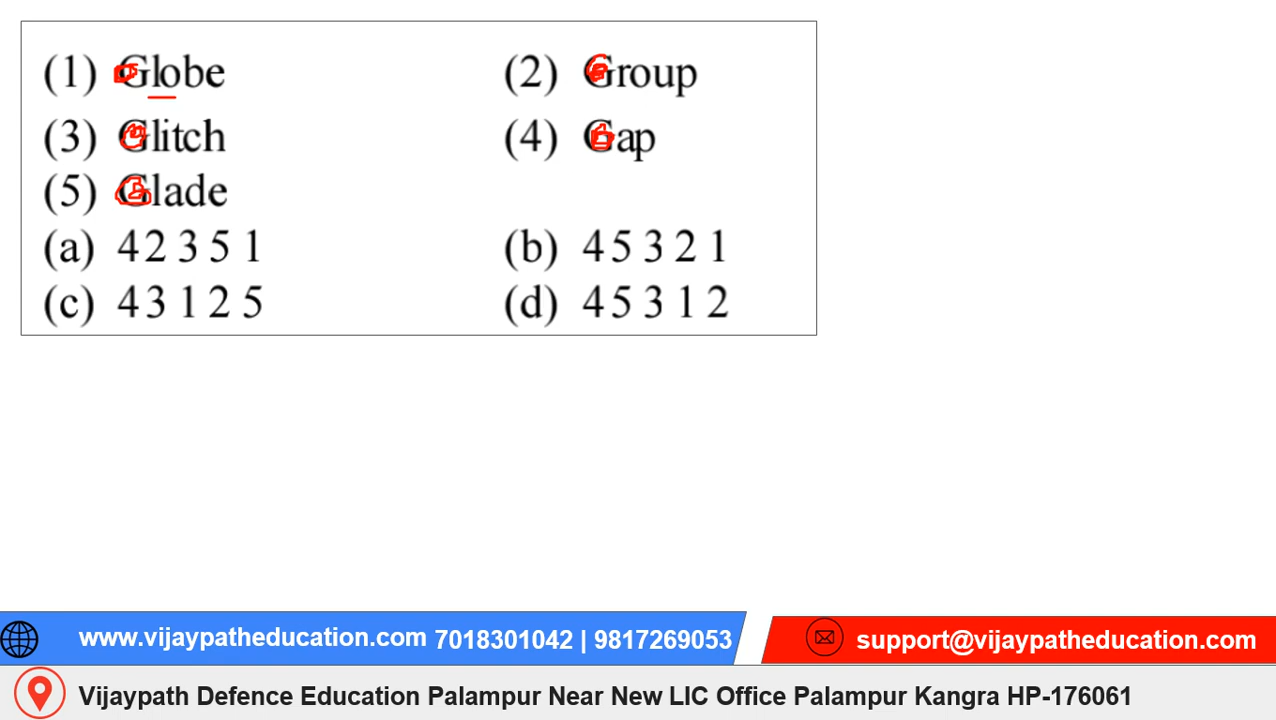 (1) Globe (2) Group
(3) Glitch (4) Gap
(5) Glade
(a) 4 2 3 5 1 (b) 4 5 3 2 1
(c) 4 3 1 2 5 (d) 4 5 3 1 2
www.vijaypatheducation.com 7018301042 | 9817269053 support@vijaypatheducation.com
Vijaypath Defence Education Palampur Near New LIC Office Palampur Kangra HP-176061